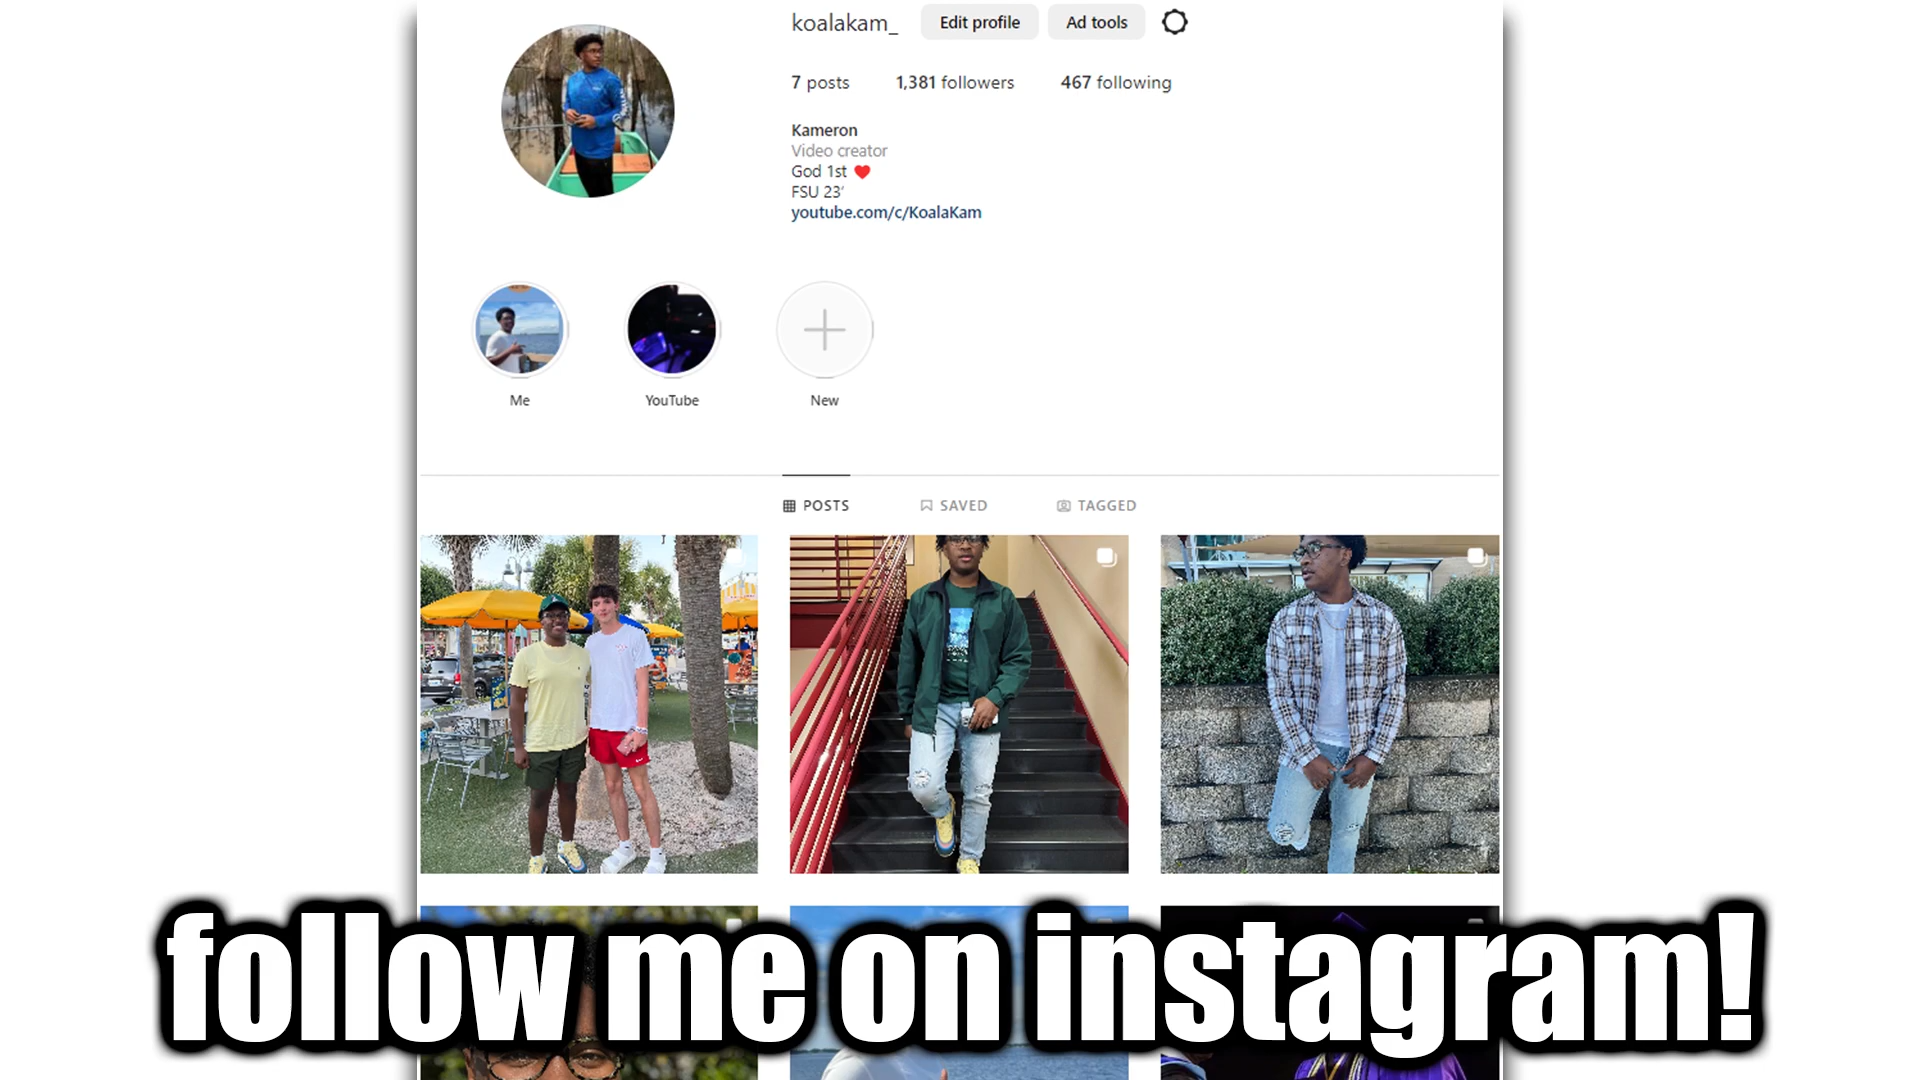 koalakam_ Edit profile Ad tools
7 posts 1,381 followers 467 following
Kameron
Video creator
God 1st ❤️
FSU 23′
youtube.com/c/KoalaKam
Me YouTube New
POSTS SAVED TAGGED
follow me on instagram!